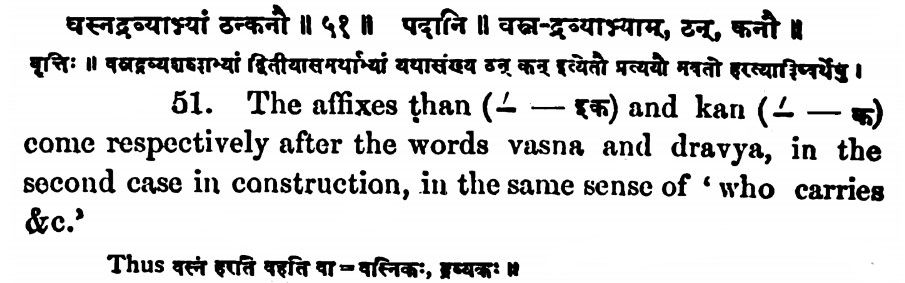 वस्नद्रव्याभ्यां ठन्कनौ ॥ ५१ ॥ पदानि ॥ वस्न-द्रव्याभ्याम्, ठन्, कनौ ॥
वृत्तिः ॥ वस्नद्रव्यशब्दाभ्यां द्वितीयासमर्थाभ्यां यथासंख्य ठन् कन् इत्येतौ प्रत्ययौ भवतो हरत्यादिष्वर्थेषु ।
51. The affixes ṭhan (´— — इक) and kan (´— — क)
come respectively after the words vasna and dravya, in the
second case in construction, in the same sense of ‘who carries
&c.’
Thus वस्नं हरति वहति वा = वस्निकः, द्रव्यकः ॥